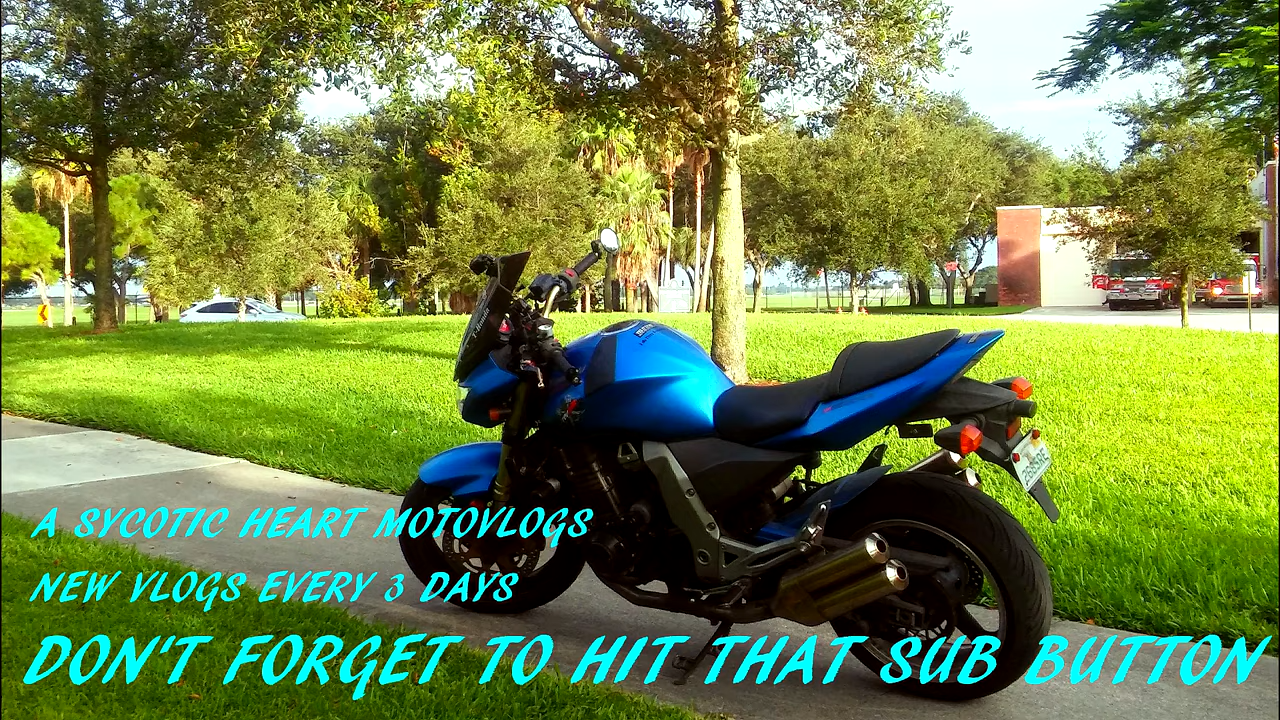 A SYCOTIC HEART MOTOVLOGS
NEW VLOGS EVERY 3 DAYS
DON'T FORGET TO HIT THAT SUB BUTTON